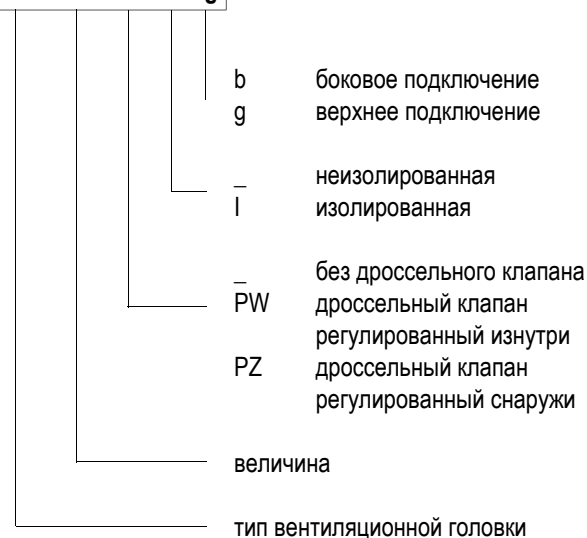 g
b боковое подключение
g верхнее подключение
_ неизолированная
I изолированная
_ без дроссельного клапана
PW дроссельный клапан
регулированный изнутри
PZ дроссельный клапан
регулированный снаружи
величина
тип вентиляционной головки